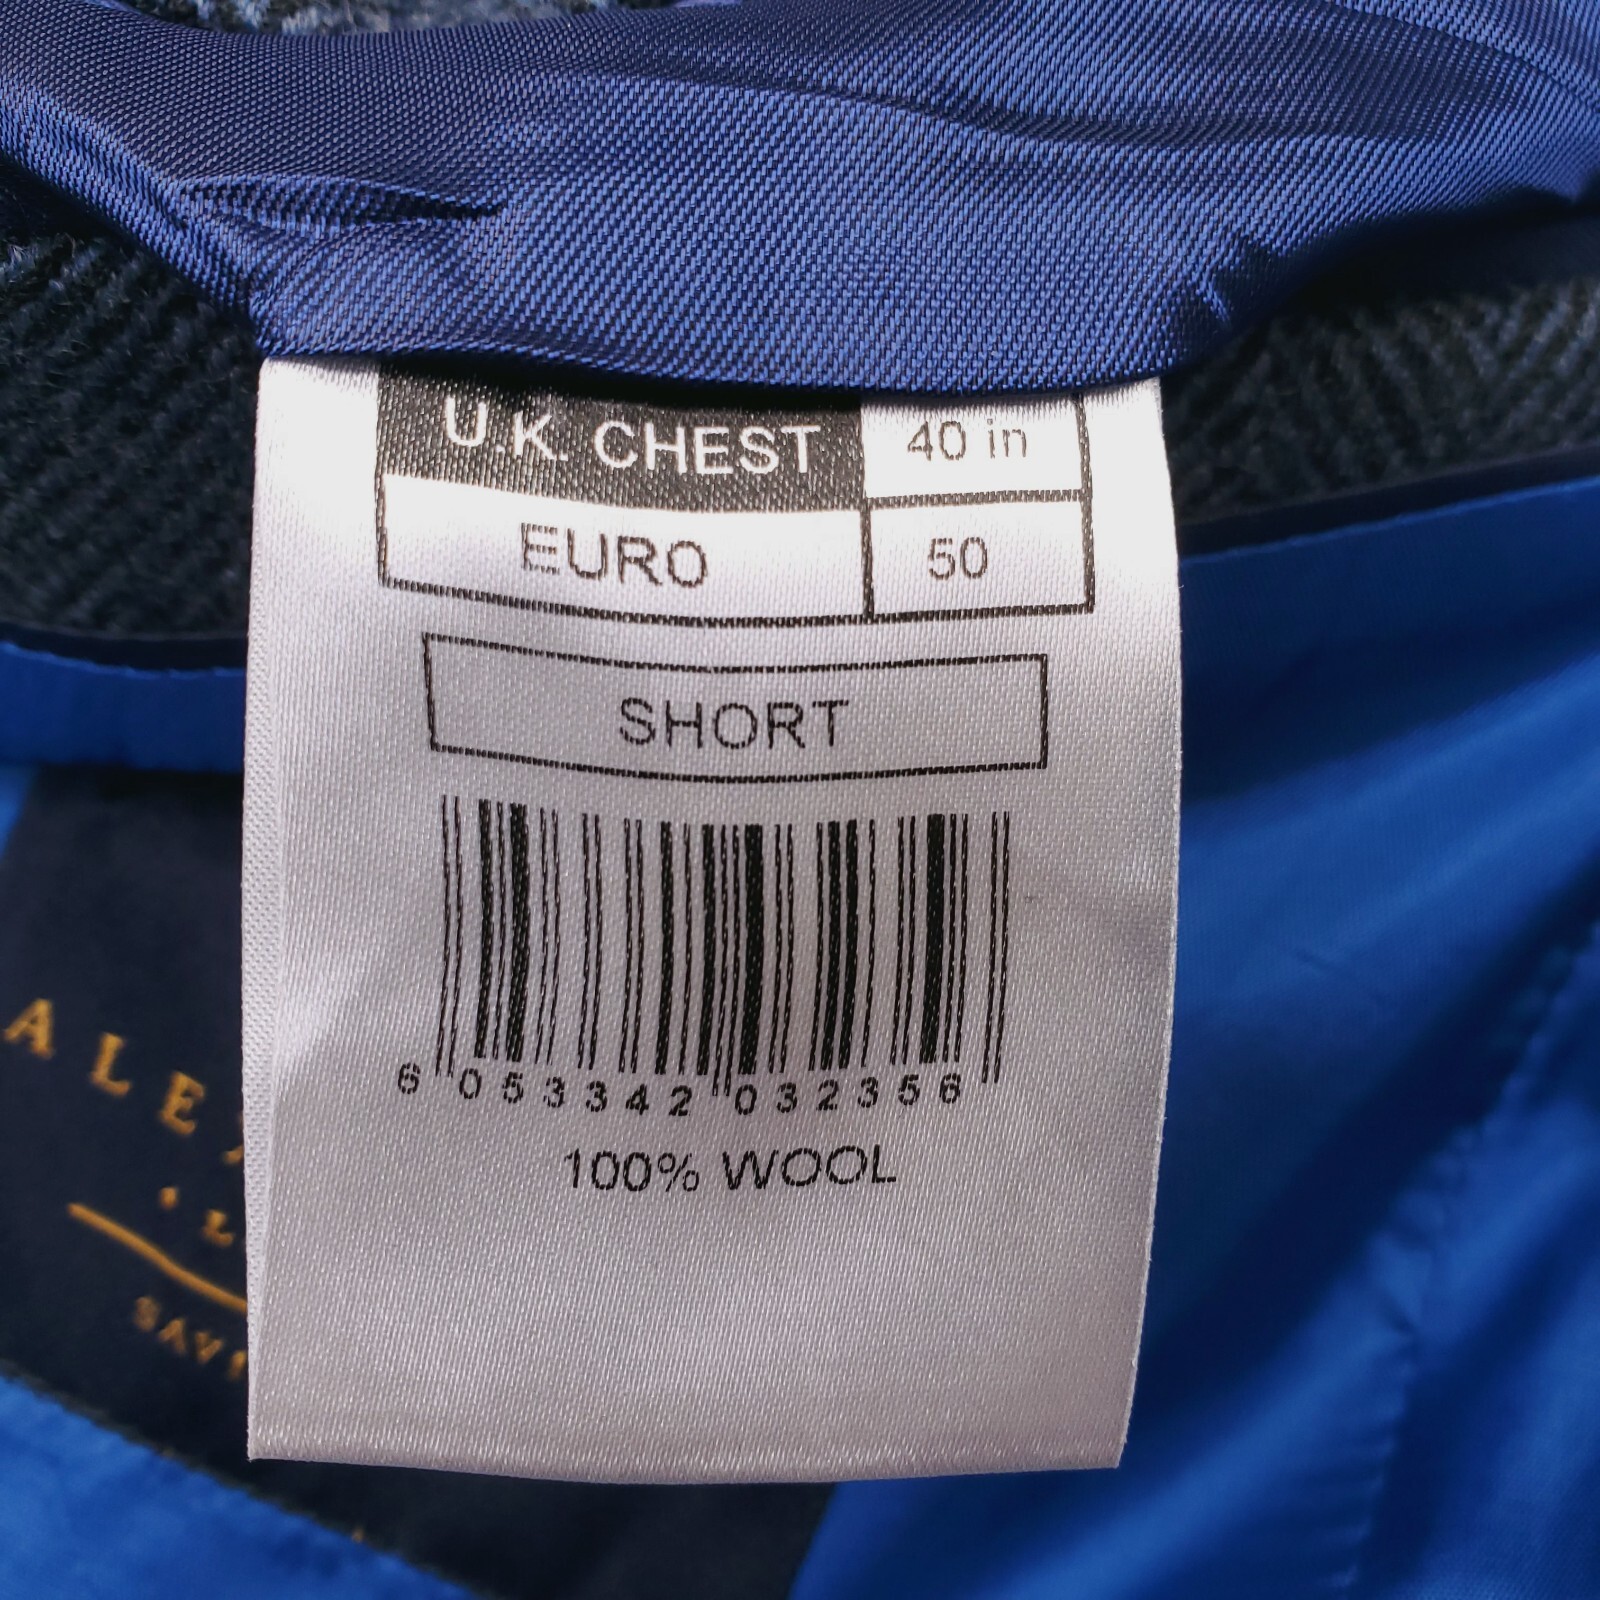 U.K. CHEST 40 in
EURO 50
SHORT
6 053342 032356
100% WOOL